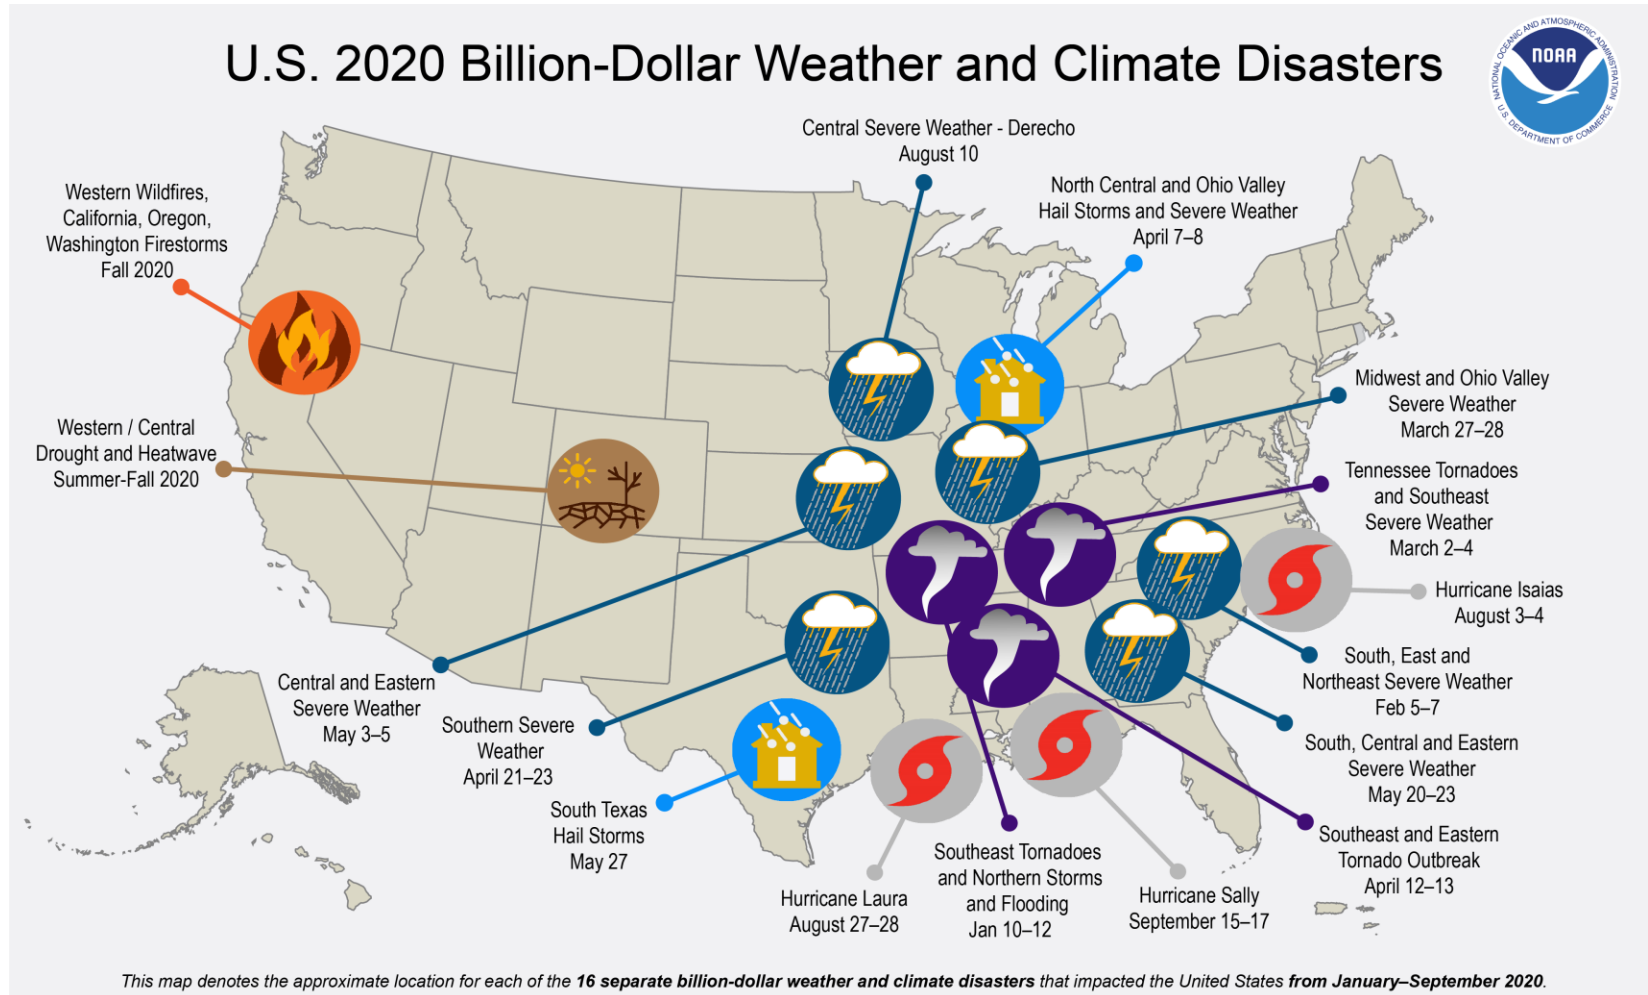 U.S. 2020 Billion-Dollar Weather and Climate Disasters
NATIONAL OCEANIC AND ATMOSPHERIC ADMINISTRATION
NOAA
U.S. DEPARTMENT OF COMMERCE
Central Severe Weather - Derecho
August 10
North Central and Ohio Valley
Hail Storms and Severe Weather
April 7–8
Western Wildfires,
California, Oregon,
Washington Firestorms
Fall 2020
Midwest and Ohio Valley
Severe Weather
March 27–28
Western / Central
Drought and Heatwave
Summer-Fall 2020
Tennessee Tornadoes
and Southeast
Severe Weather
March 2–4
Hurricane Isaias
August 3–4
South, East and
Northeast Severe Weather
Feb 5–7
Central and Eastern
Severe Weather
May 3–5
Southern Severe
Weather
April 21–23
South, Central and Eastern
Severe Weather
May 20–23
South Texas
Hail Storms
May 27
Southeast and Eastern
Tornado Outbreak
April 12–13
Hurricane Laura
August 27–28
Southeast Tornadoes
and Northern Storms
and Flooding
Jan 10–12
Hurricane Sally
September 15–17
This map denotes the approximate location for each of the 16 separate billion-dollar weather and climate disasters that impacted the United States from January–September 2020.